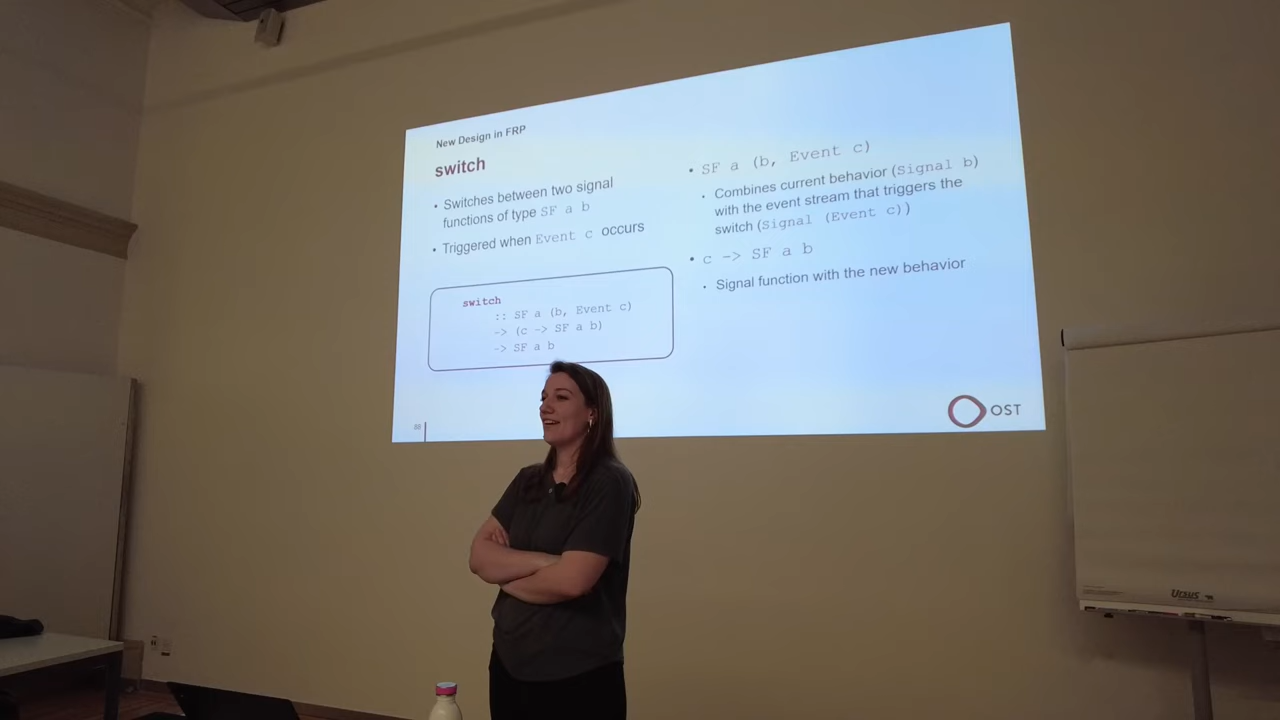 New Design in FRP
switch
• Switches between two signal
functions of type SF a b
• Triggered when Event c occurs
switch
:: SF a (b, Event c)
-> (c -> SF a b)
-> SF a b
• SF a (b, Event c)
• Combines current behavior (Signal b)
with the event stream that triggers the
switch (Signal (Event c))
• c -> SF a b
• Signal function with the new behavior
OST